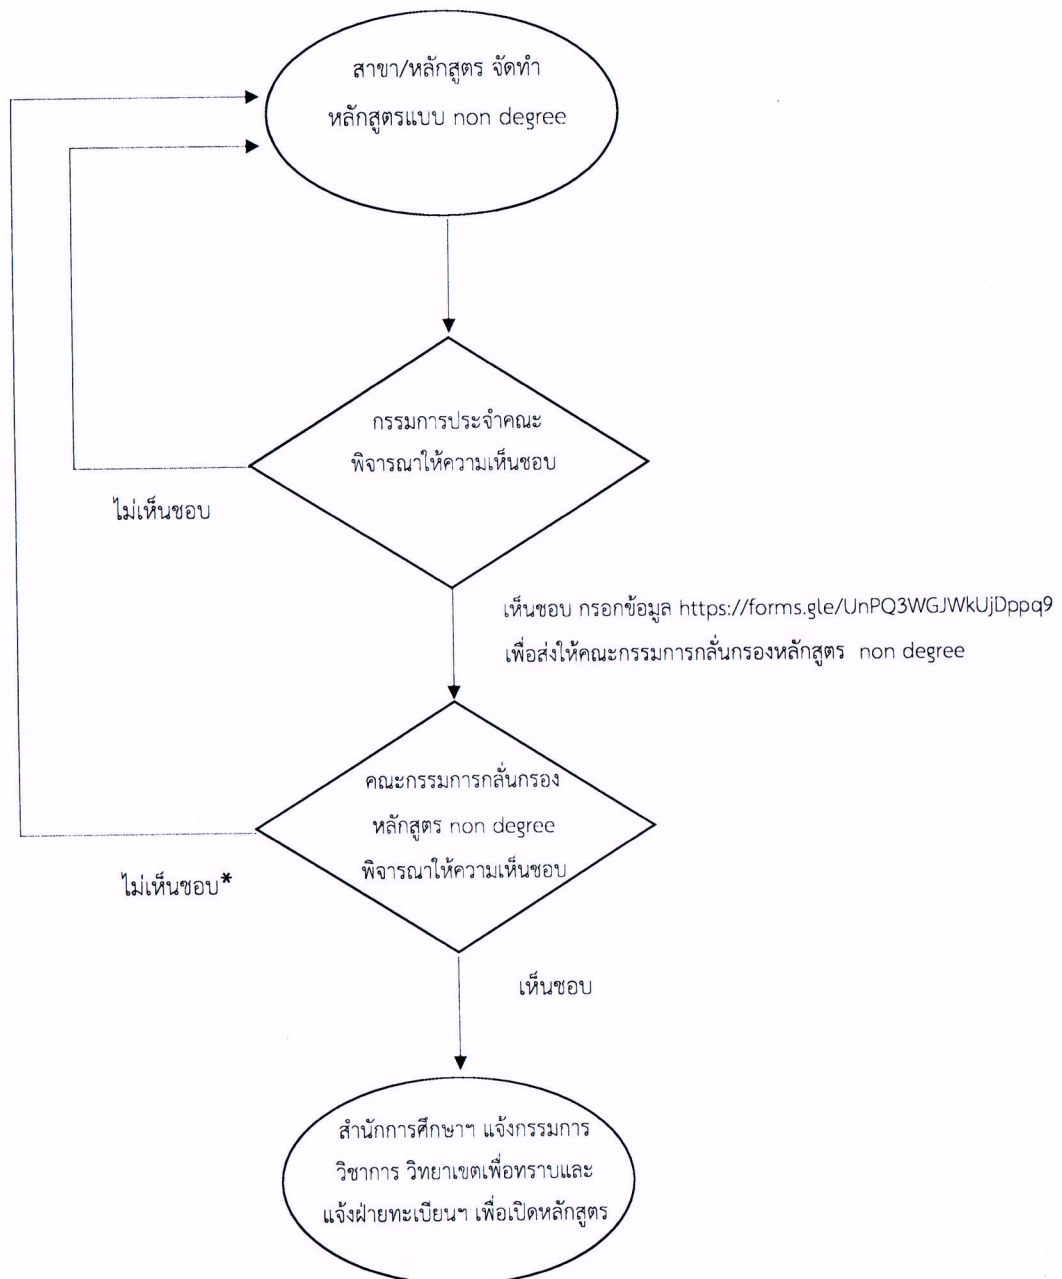 สาขา/หลักสูตร จัดทำ
หลักสูตรแบบ non degree
กรรมการประจำคณะ
พิจารณาให้ความเห็นชอบ
ไม่เห็นชอบ
เห็นชอบ กรอกข้อมูล https://forms.gle/UnPQ3WGJWkUjDppq9
เพื่อส่งให้คณะกรรมการกลั่นกรองหลักสูตร non degree
คณะกรรมการกลั่นกรอง
หลักสูตร non degree
พิจารณาให้ความเห็นชอบ
ไม่เห็นชอบ*
เห็นชอบ
สำนักการศึกษาฯ แจ้งกรรมการ
วิชาการ วิทยาเขตเพื่อทราบและ
แจ้งฝ่ายทะเบียนฯ เพื่อเปิดหลักสูตร